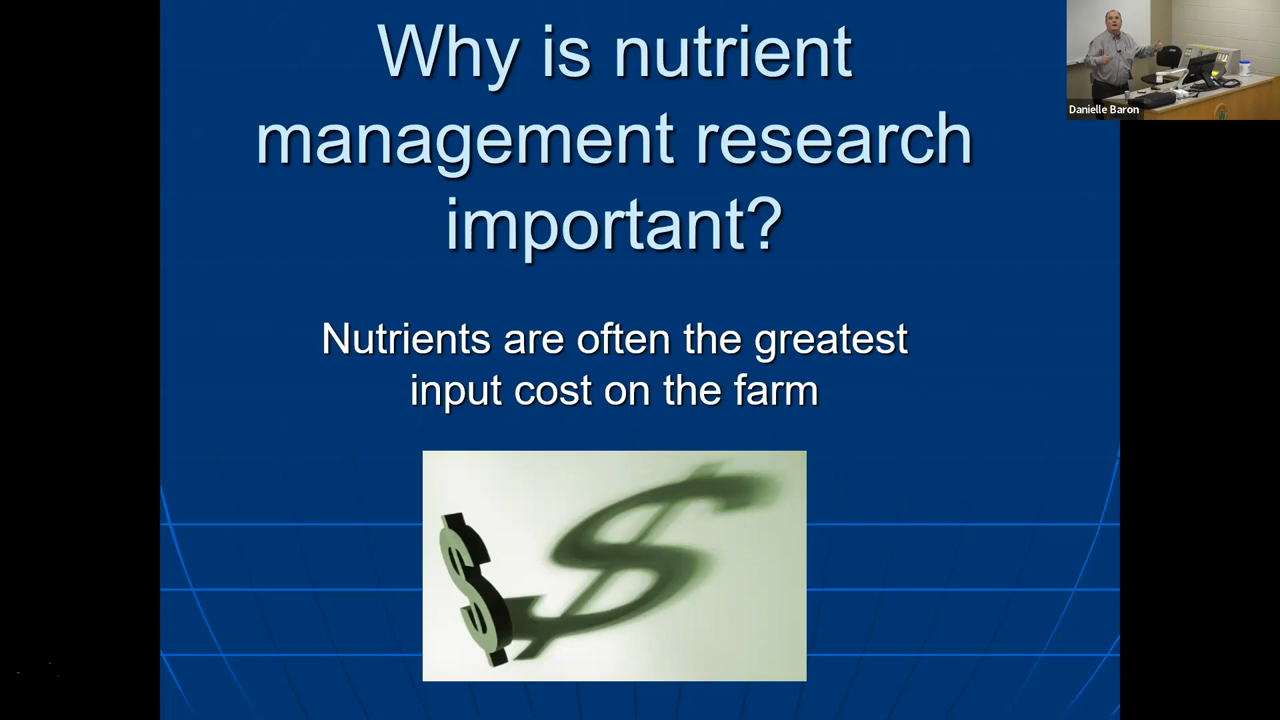 Why is nutrient
management research
important?
Nutrients are often the greatest
input cost on the farm
Danielle Baron